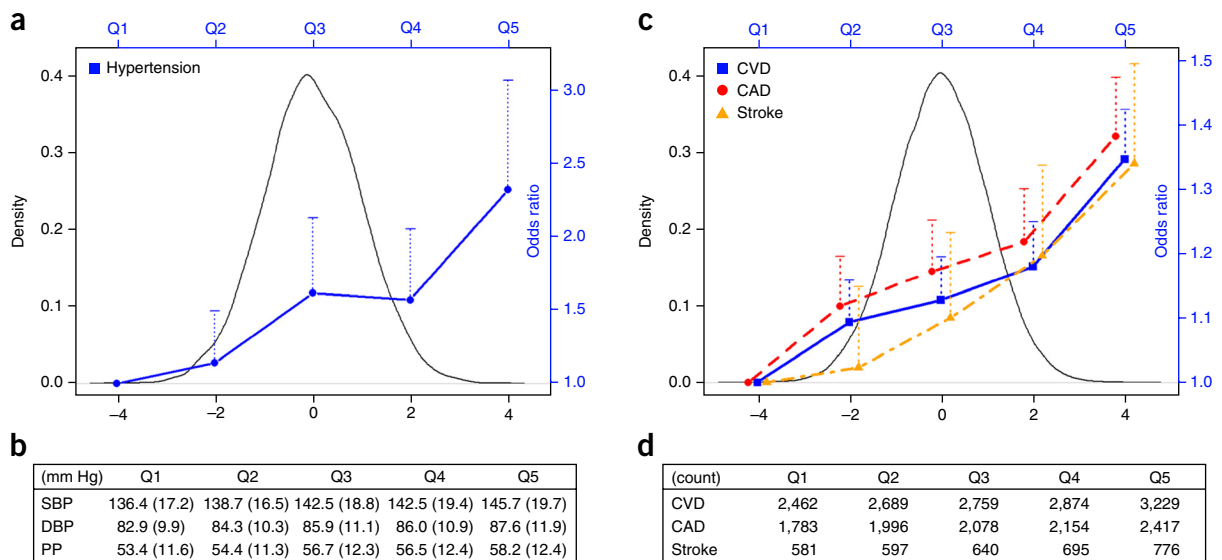 a
Q1 Q2 Q3 Q4 Q5
Hypertension
0.4
0.3
0.2
0.1
0.0
Density
3.0
2.5
2.0
1.5
1.0
Odds ratio
–4 –2 0 2 4
c
Q1 Q2 Q3 Q4 Q5
CVD
CAD
Stroke
0.4
0.3
0.2
0.1
0.0
Density
1.5
1.4
1.3
1.2
1.1
1.0
Odds ratio
–4 –2 0 2 4
b
(mm Hg) Q1 Q2 Q3 Q4 Q5
SBP 136.4 (17.2) 138.7 (16.5) 142.5 (18.8) 142.5 (19.4) 145.7 (19.7)
DBP 82.9 (9.9) 84.3 (10.3) 85.9 (11.1) 86.0 (10.9) 87.6 (11.9)
PP 53.4 (11.6) 54.4 (11.3) 56.7 (12.3) 56.5 (12.4) 58.2 (12.4)
d
(count) Q1 Q2 Q3 Q4 Q5
CVD 2,462 2,689 2,759 2,874 3,229
CAD 1,783 1,996 2,078 2,154 2,417
Stroke 581 597 640 695 776